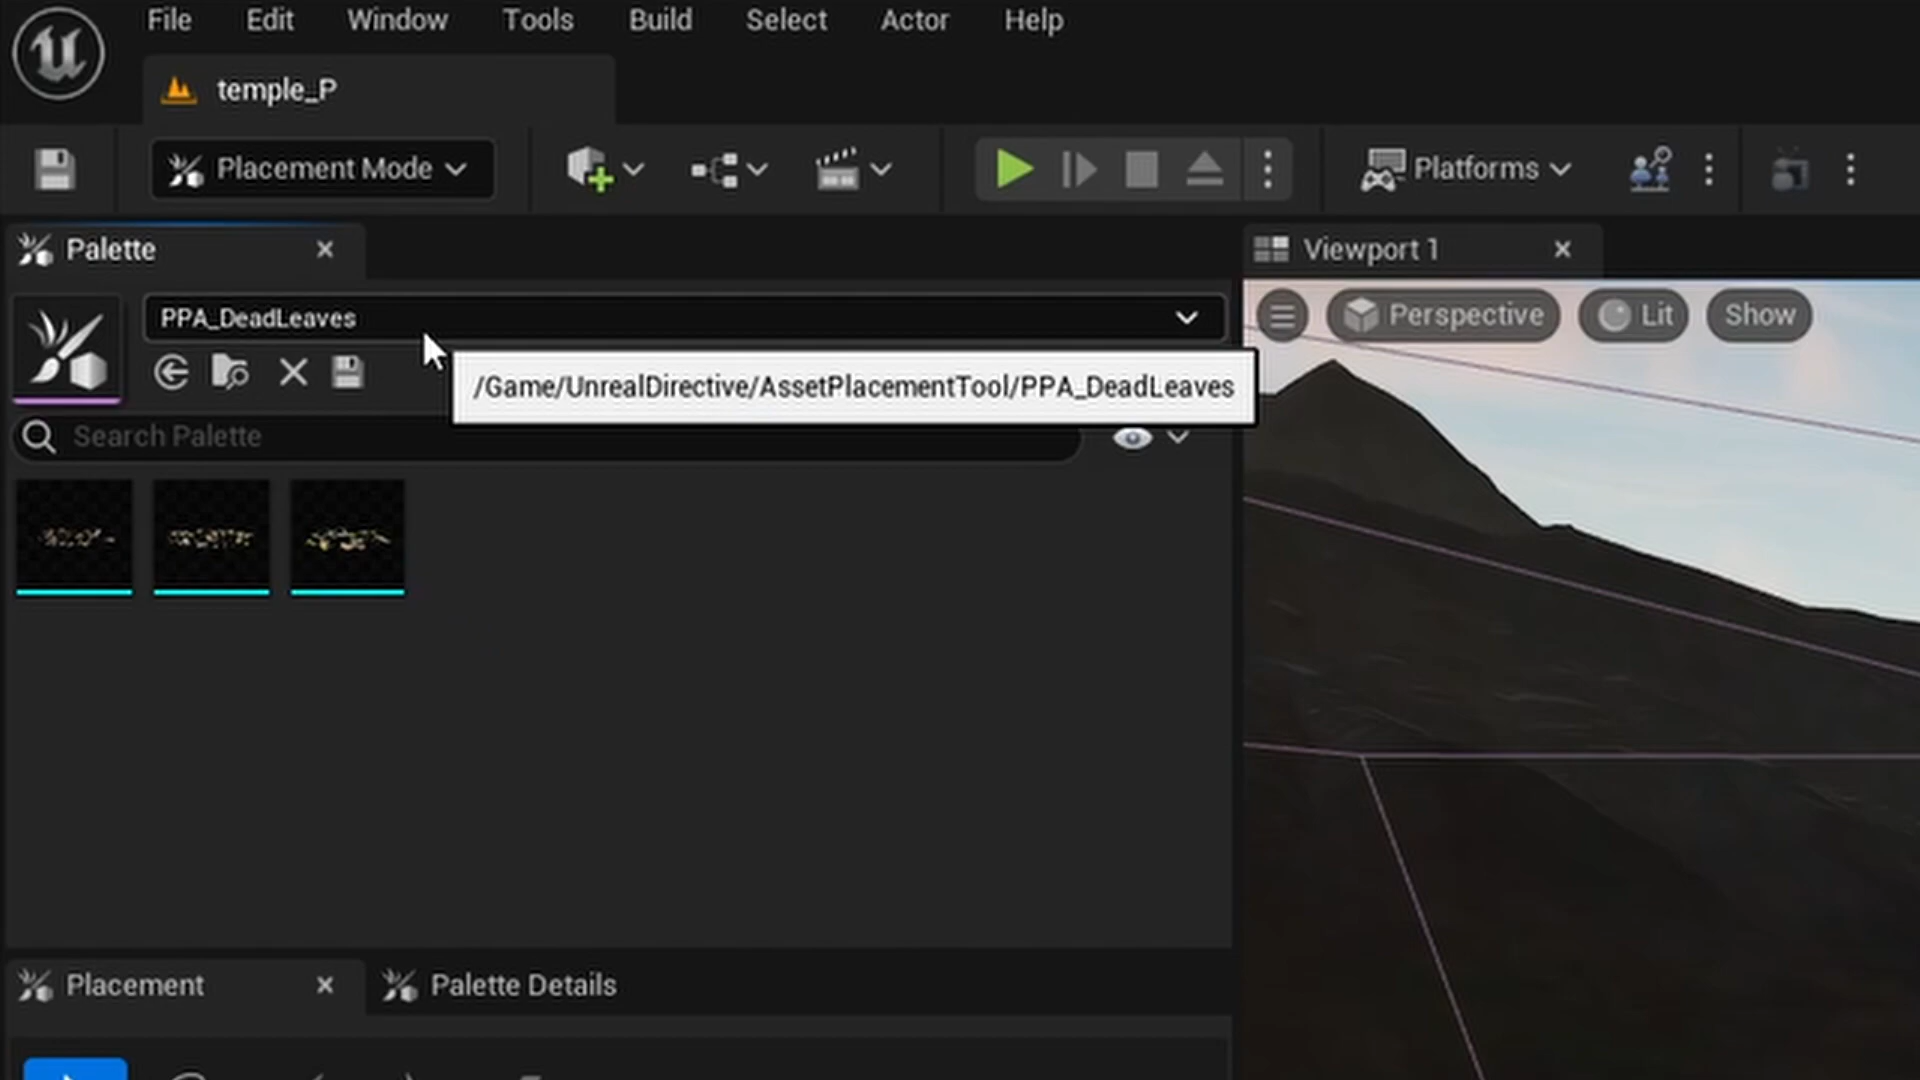 File Edit Window Tools Build Select Actor Help
temple_P
Placement Mode
Platforms
Palette
Viewport 1
PPA_DeadLeaves
Perspective
Lit
Show
/Game/UnrealDirective/AssetPlacementTool/PPA_DeadLeaves
Search Palette
Placement
Palette Details